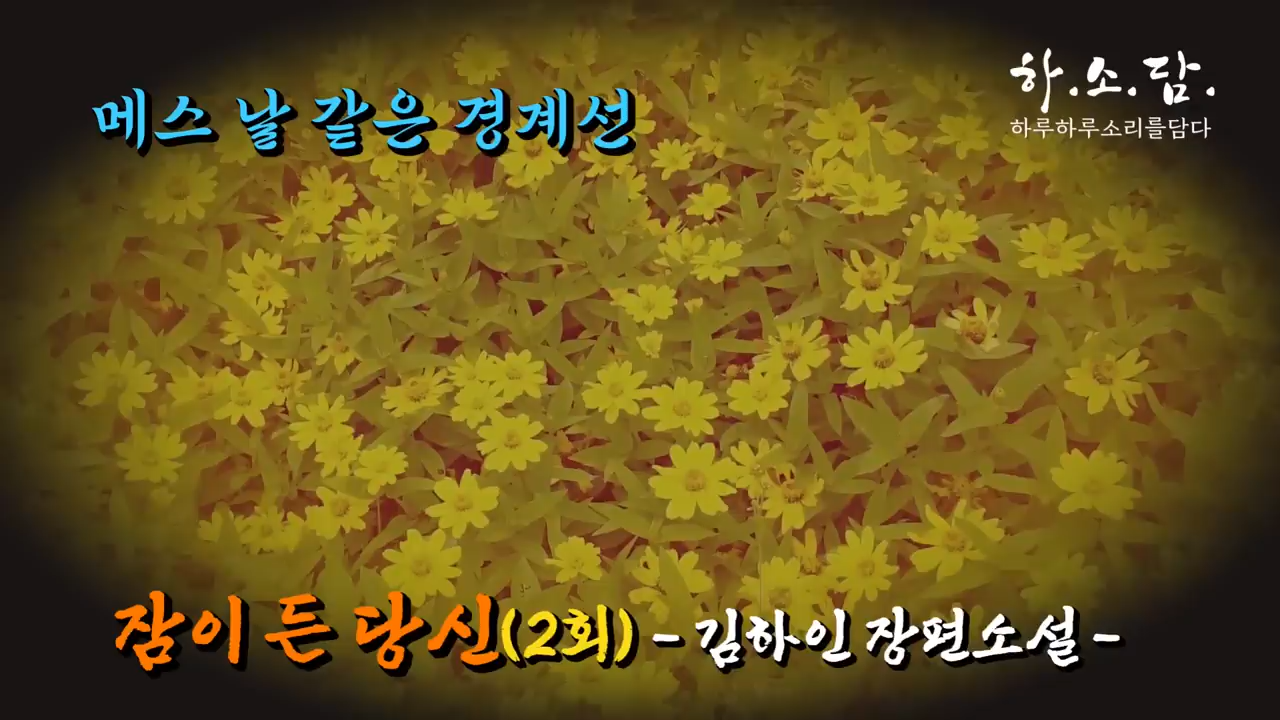 메스 날 같은 경계선
하.소.담.
하루하루소리를담다
잠이 든 당신(2회) - 김하인 장편소설 -